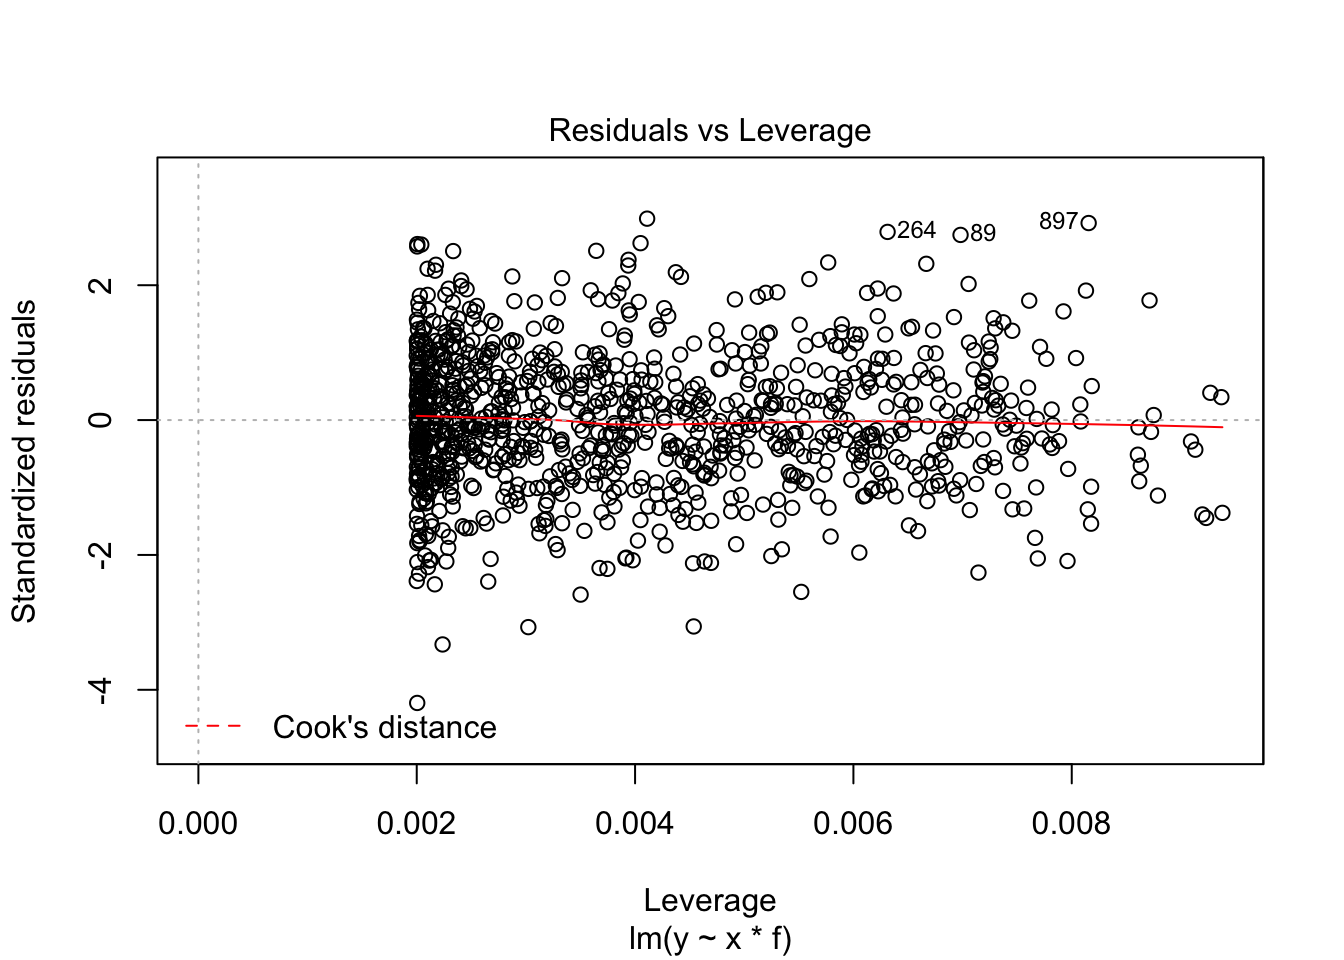 Residuals vs Leverage
Standardized residuals
2
0
-2
-4
264
89
897
Cook's distance
0.000 0.002 0.004 0.006 0.008
Leverage
lm(y ~ x * f)